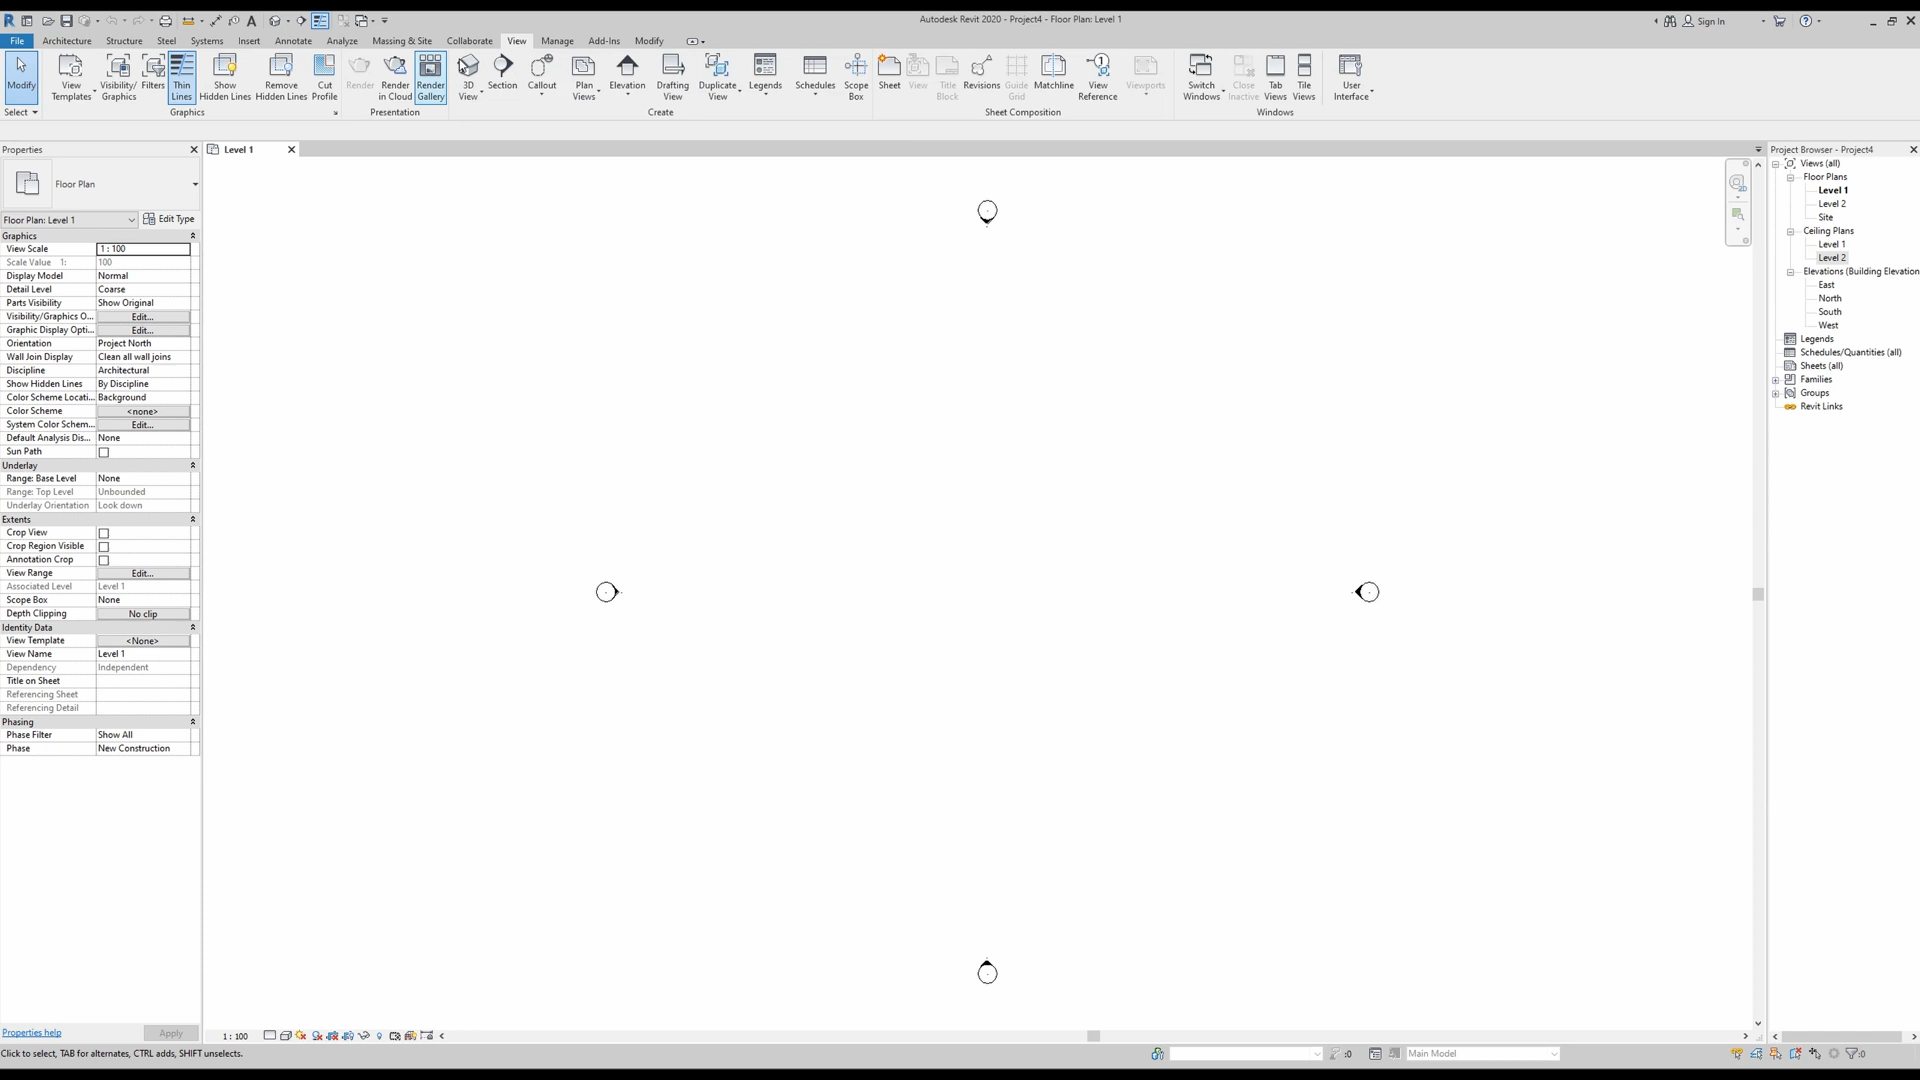 Autodesk Revit 2020 - Project4 - Floor Plan: Level 1
Sign In
File Architecture Structure Steel Systems Insert Annotate Analyze Massing & Site Collaborate View Manage Add-Ins Modify
Modify
View Templates
Visibility/ Graphics
Filters
Thin Lines
Show Hidden Lines
Remove Hidden Lines
Cut Profile
Render
Render in Cloud
Render Gallery
3D View
Section
Callout
Plan Views
Elevation
Drafting View
Duplicate View
Legends
Schedules
Scope Box
Sheet
View
Title Block
Revisions
Guide Grid
Matchline
View Reference
Viewports
Switch Windows
Close Inactive
Tab Views
Tile Views
User Interface
Select Graphics Presentation Create Sheet Composition Windows
Properties
Floor Plan
Floor Plan: Level 1 Edit Type
Graphics
View Scale 1 : 100
Scale Value 1: 100
Display Model Normal
Detail Level Coarse
Parts Visibility Show Original
Visibility/Graphics O... Edit...
Graphic Display Opti... Edit...
Orientation Project North
Wall Join Display Clean all wall joins
Discipline Architectural
Show Hidden Lines By Discipline
Color Scheme Locati... Background
Color Scheme <none>
System Color Schem... Edit...
Default Analysis Dis... None
Sun Path
Underlay
Range: Base Level None
Range: Top Level Unbounded
Underlay Orientation Look down
Extents
Crop View
Crop Region Visible
Annotation Crop
View Range Edit...
Associated Level Level 1
Scope Box None
Depth Clipping No clip
Identity Data
View Template <None>
View Name Level 1
Dependency Independent
Title on Sheet
Referencing Sheet
Referencing Detail
Phasing
Phase Filter Show All
Phase New Construction
Properties help Apply
Level 1
1 : 100
Project Browser - Project4
Views (all)
Floor Plans
Level 1
Level 2
Site
Ceiling Plans
Level 1
Level 2
Elevations (Building Elevation
East
North
South
West
Legends
Schedules/Quantities (all)
Sheets (all)
Families
Groups
Revit Links
Click to select, TAB for alternates, CTRL adds, SHIFT unselects.
:0
Main Model
:0